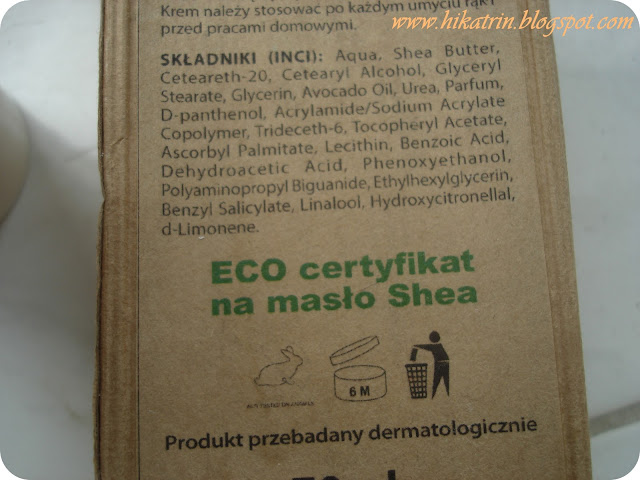 Krem należy stosować po każdym umyciu rąk i
www.hikatrin.blogspot.com
przed pracami domowymi.
SKŁADNIKI (INCI): Aqua, Shea Butter,
Ceteareth-20, Cetearyl Alcohol, Glyceryl
Stearate, Glycerin, Avocado Oil, Urea, Parfum,
D-panthenol, Acrylamide/Sodium Acrylate
Copolymer, Trideceth-6, Tocopheryl Acetate,
Ascorbyl Palmitate, Lecithin, Benzoic Acid,
Dehydroacetic Acid, Phenoxyethanol,
Polyaminopropyl Biguanide, Ethylhexylglycerin,
Benzyl Salicylate, Linalool, Hydroxycitronellal,
d-Limonene.
ECO certyfikat
na masło Shea
6 M
Produkt przebadany dermatologicznie